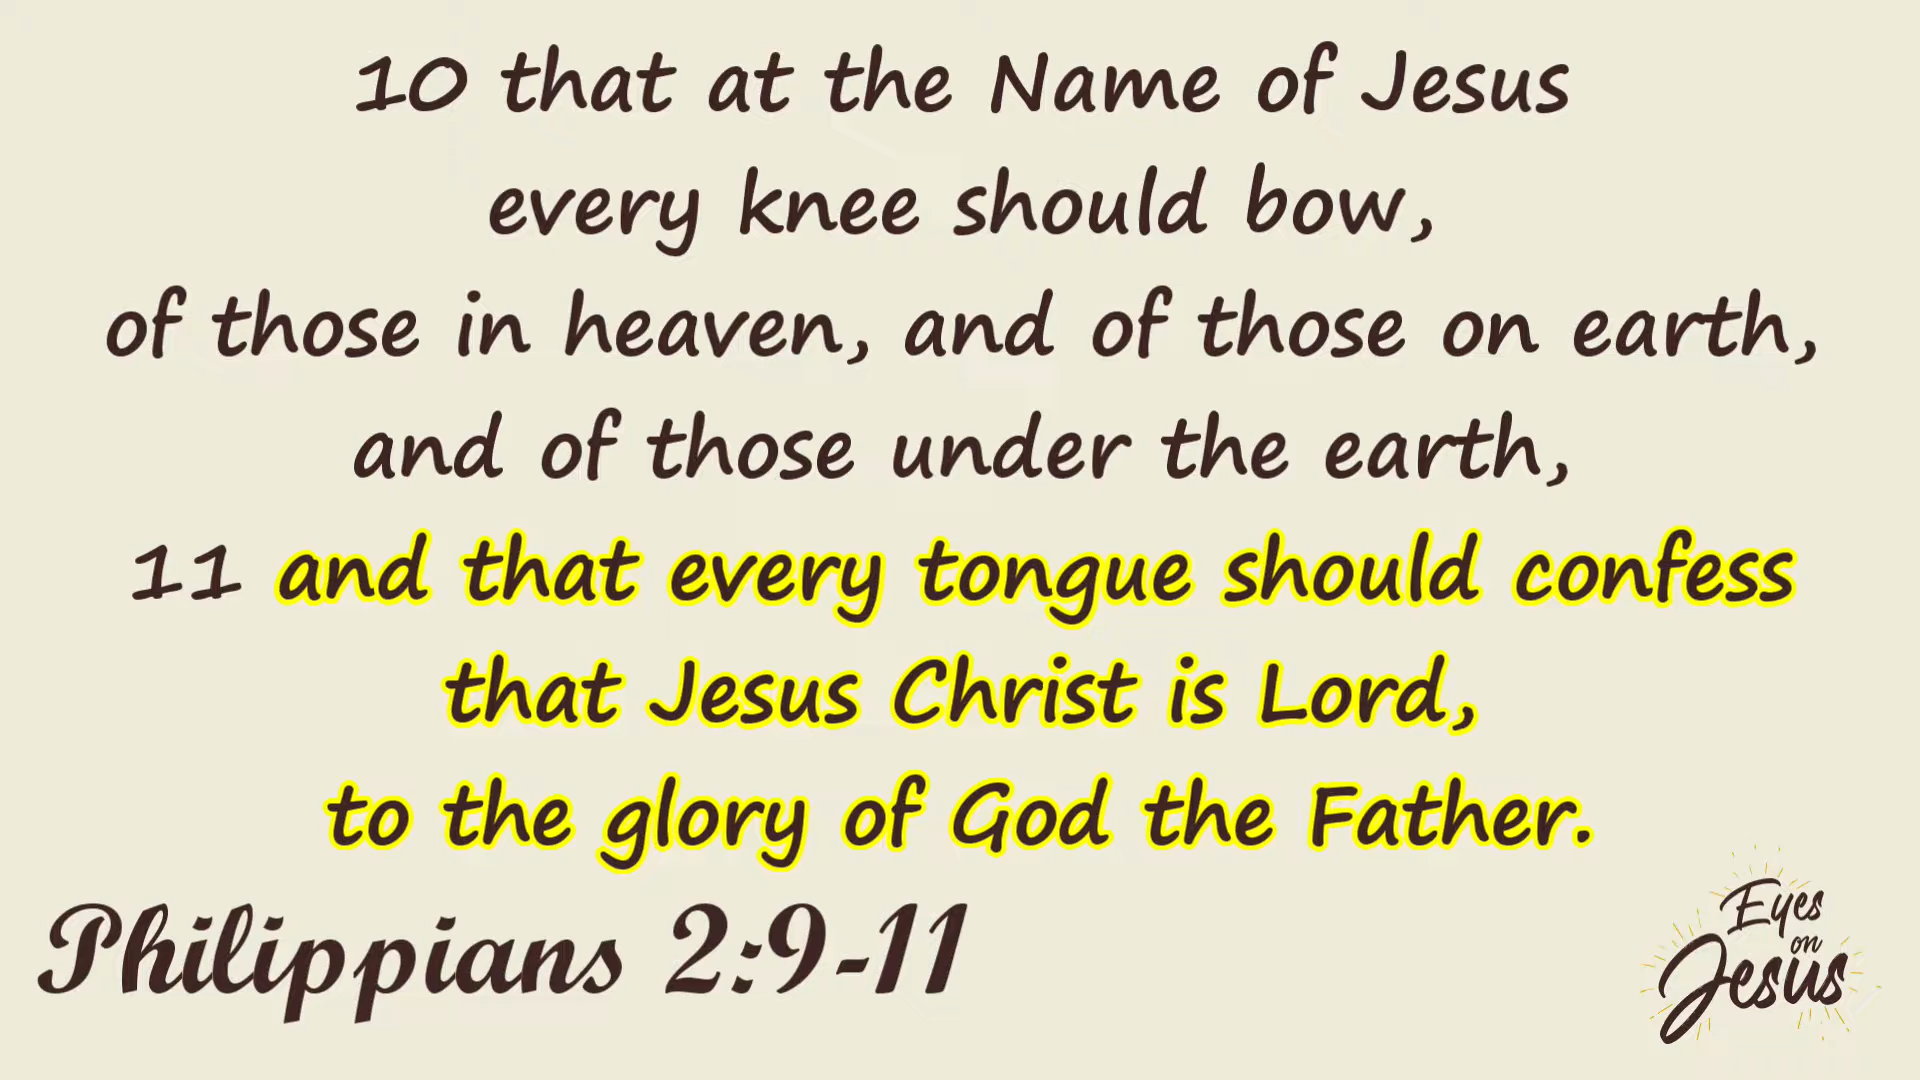 10 that at the Name of Jesus
every knee should bow,
of those in heaven, and of those on earth,
and of those under the earth,
11 and that every tongue should confess
that Jesus Christ is Lord,
to the glory of God the Father.
Philippians 2:9-11
Eyes
on
Jesus